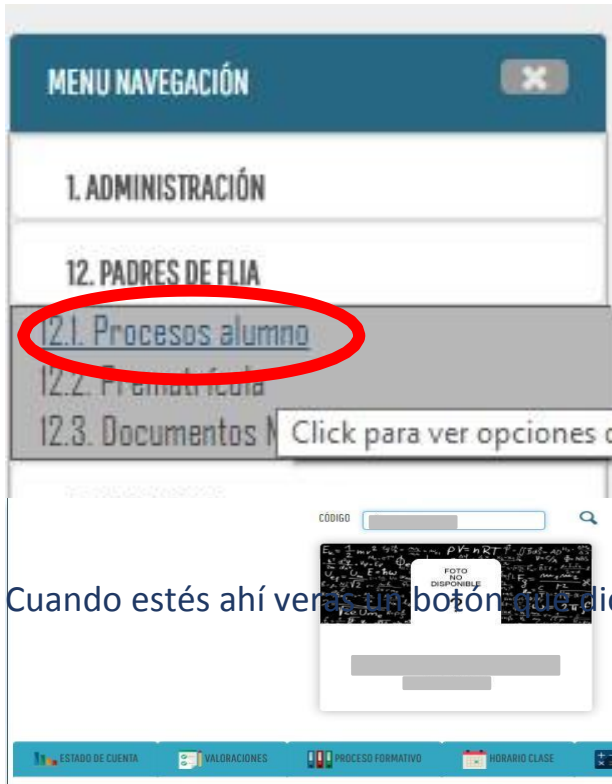 MENU NAVEGACIÓN
1. ADMINISTRACIÓN
12. PADRES DE FLIA
12.1. Procesos alumno
12.2. Prematrícula
12.3. Documentos
Click para ver opciones
CÓDIGO
FOTO
NO
DISPONIBLE
Cuando estés ahí verás un botón que
ESTADO DE CUENTA
VALORACIONES
PROCESO FORMATIVO
HORARIO CLASE